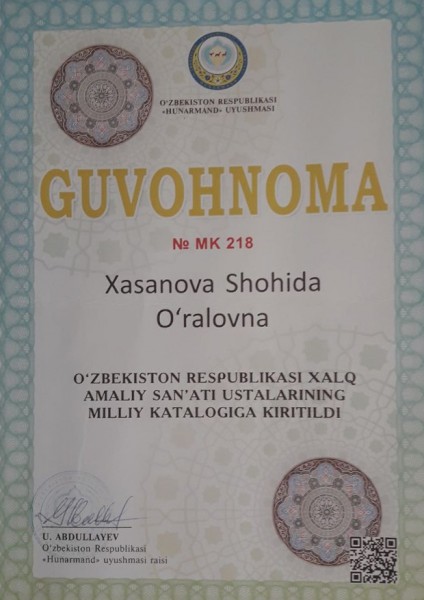 O‘ZBEKISTON RESPUBLIKASI
«HUNARMAND» UYUSHMASI
GUVOHNOMA
№ MK 218
Xasanova Shohida
O‘ralovna
O‘ZBEKISTON RESPUBLIKASI XALQ
AMALIY SAN’ATI USTALARINING
MILLIY KATALOGIGA KIRITILDI
U. ABDULLAYEV
O‘zbekiston Respublikasi
«Hunarmand» uyushmasi raisi